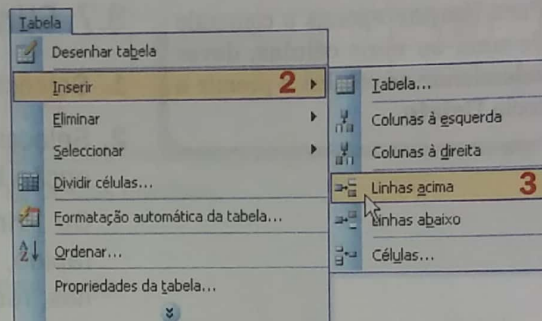 Tabela
Desenhar tabela
Inserir 2
Eliminar
Seleccionar
Dividir células...
Formatação automática da tabela...
Ordenar...
Propriedades da tabela...
Tabela...
Colunas à esquerda
Colunas à direita
Linhas acima 3
Linhas abaixo
Células...